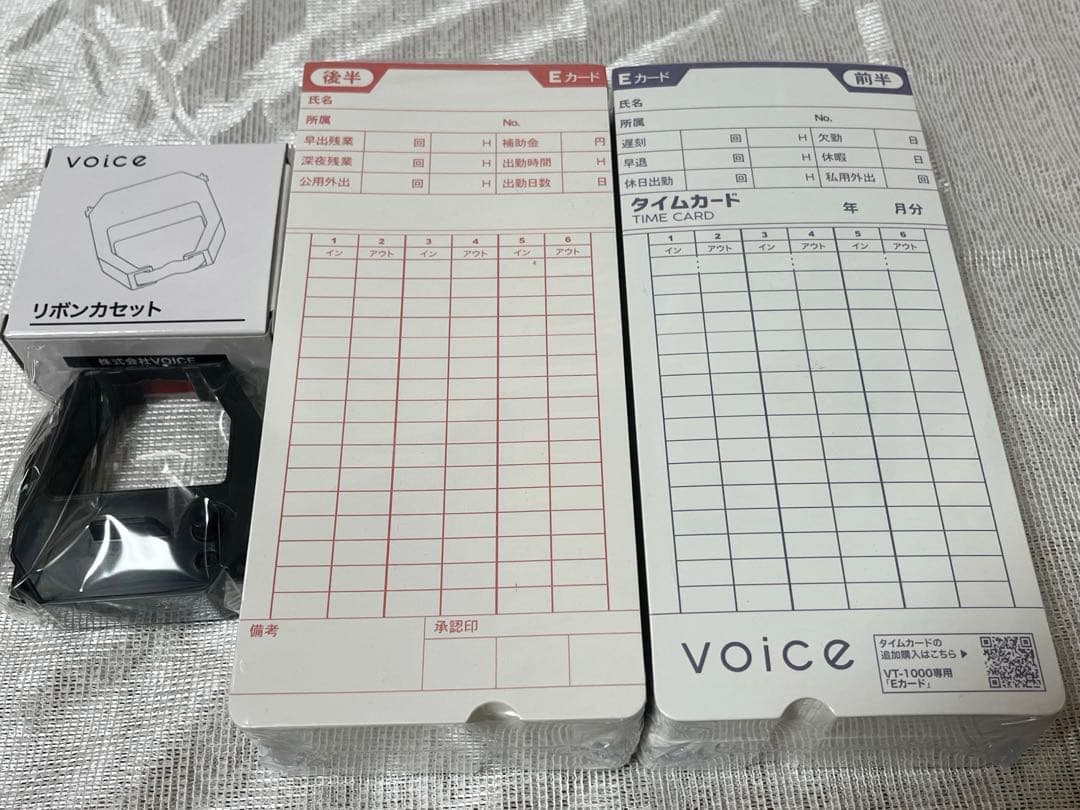 voice
リボンカセット
株式会社VOICE
後半 Eカード
氏名
所属 No.
早出残業 回 H 補助金 円
深夜残業 回 H 出勤時間 H
公用外出 回 H 出勤日数 日
1 2 3 4 5 6
イン アウト イン アウト イン アウト
備考 承認印
Eカード 前半
氏名
所属 No.
遅刻 回 H 欠勤 日
早退 回 H 休暇 日
休日出勤 回 H 私用外出 回
タイムカード
TIME CARD 年 月分
1 2 3 4 5 6
イン アウト イン アウト イン アウト
voice
タイムカードの
追加購入はこちら▶
VT-1000専用
「Eカード」